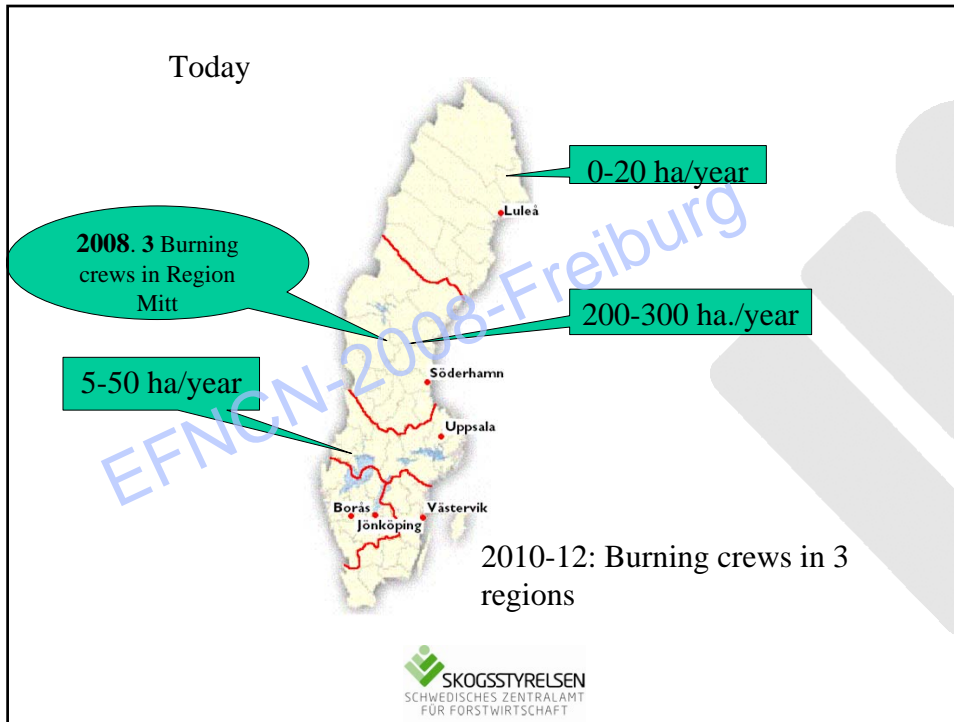 Today
0-20 ha/year
Luleå
2008. 3 Burning
crews in Region
Mitt
200-300 ha./year
5-50 ha/year
Söderhamn
Uppsala
Borås
Jönköping
Västervik
2010-12: Burning crews in 3
regions
EFNCN-2008-Freiburg
SKOGSSTYRELSEN
SCHWEDISCHES ZENTRALAMT
FÜR FORSTWIRTSCHAFT